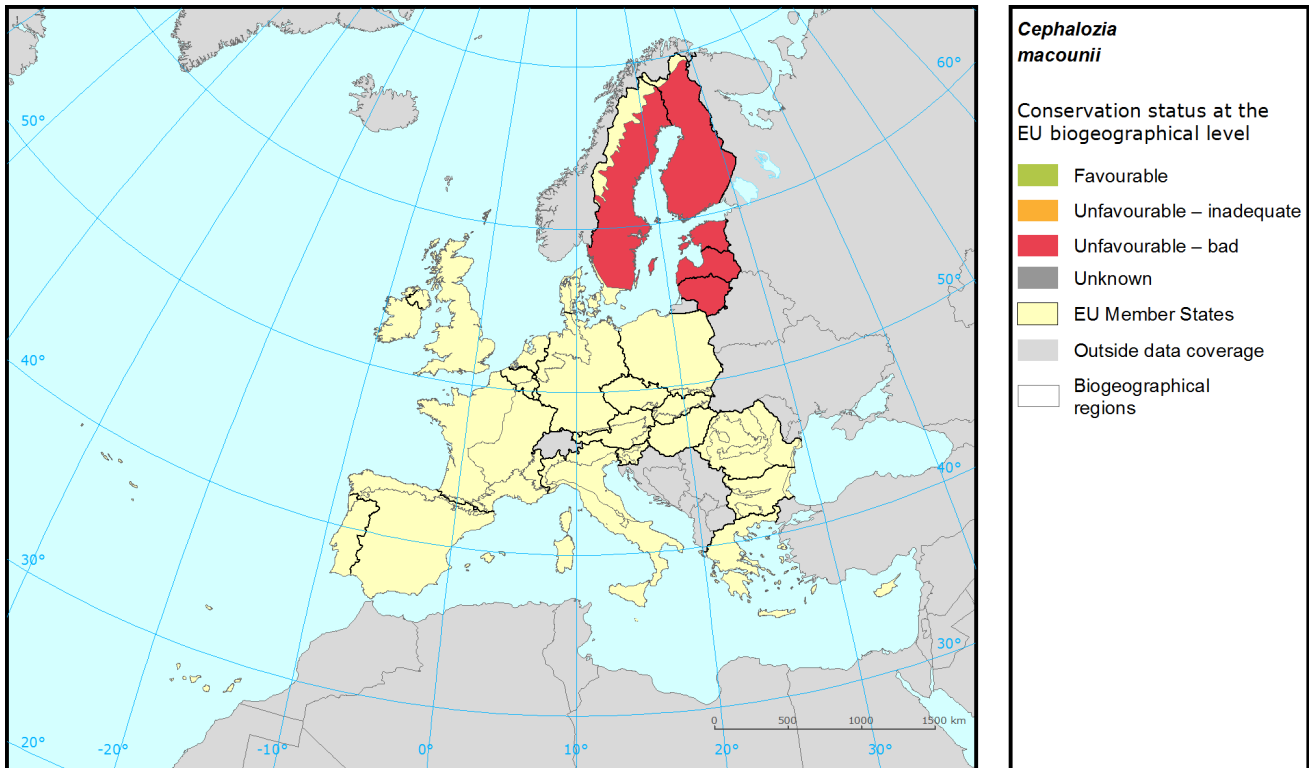 Cephalozia
macounii
Conservation status at the
EU biogeographical level
Favourable
Unfavourable – inadequate
Unfavourable – bad
Unknown
EU Member States
Outside data coverage
Biogeographical
regions
60°
50°
50°
40°
40°
30°
30°
0 500 1000 1500 km
20° -20° -10° 0° 10° 20° 30°